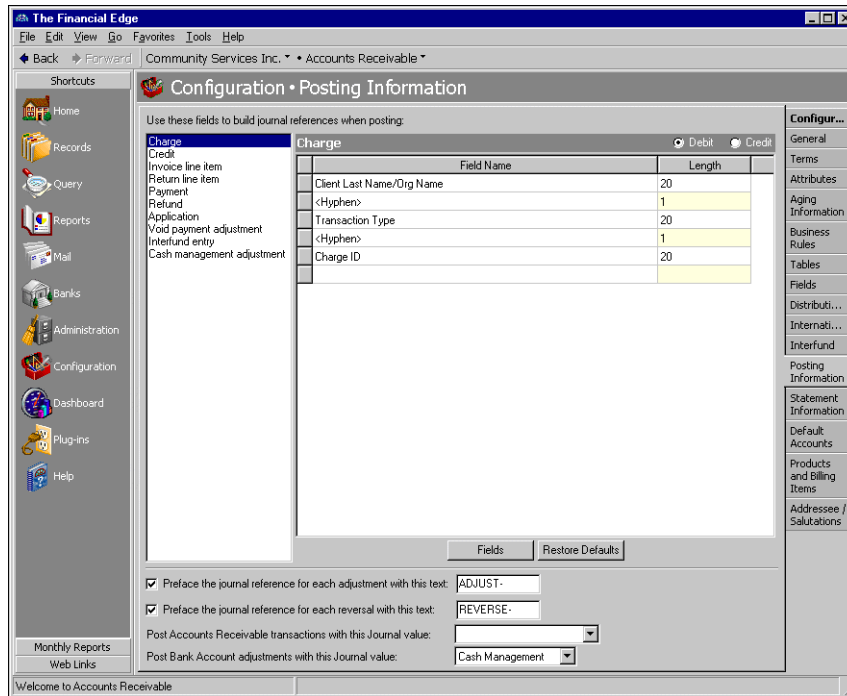 The Financial Edge
File Edit View Go Favorites Tools Help
Back Forward Community Services Inc. • Accounts Receivable
Shortcuts
Home
Records
Query
Reports
Mail
Banks
Administration
Configuration
Dashboard
Plug-ins
Help
Monthly Reports
Web Links
Configuration • Posting Information
Use these fields to build journal references when posting:
Charge
Credit
Invoice line item
Return line item
Payment
Refund
Application
Void payment adjustment
Interfund entry
Cash management adjustment
Charge Debit Credit
Field Name Length
Client Last Name/Org Name 20
<Hyphen> 1
Transaction Type 20
<Hyphen> 1
Charge ID 20
Fields Restore Defaults
Preface the journal reference for each adjustment with this text: ADJUST-
Preface the journal reference for each reversal with this text: REVERSE-
Post Accounts Receivable transactions with this Journal value:
Post Bank Account adjustments with this Journal value: Cash Management
Configur...
General
Terms
Attributes
Aging
Information
Business
Rules
Tables
Fields
Distributi...
Internati...
Interfund
Posting
Information
Statement
Information
Default
Accounts
Products
and Billing
Items
Addressee /
Salutations
Welcome to Accounts Receivable